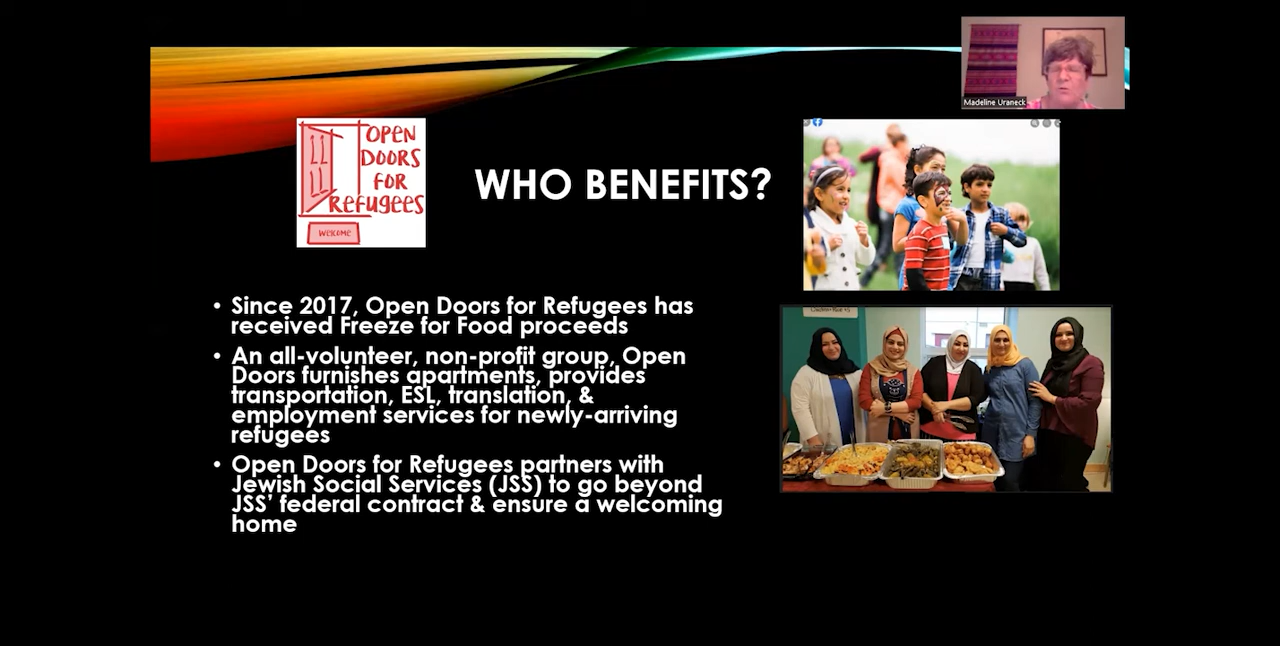 Madeline Uraneck
OPEN
DOORS
FOR
REFUGEES
WELCOME
WHO BENEFITS?
• Since 2017, Open Doors for Refugees has
received Freeze for Food proceeds
• An all-volunteer, non-profit group, Open
Doors furnishes apartments, provides
transportation, ESL, translation, &
employment services for newly-arriving
refugees
• Open Doors for Refugees partners with
Jewish Social Services (JSS) to go beyond
JSS’ federal contract & ensure a welcoming
home